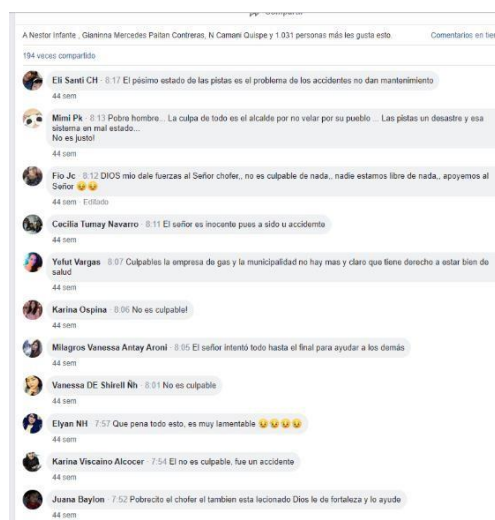 Compartir
A Nestor Infante , Gianinna Mercedes Paitan Contreras, N Camani Quispe y 1 031 personas más les gusta esto.
Comentarios en tie
194 veces compartido
Eli Santi CH · 8:17 El pésimo estado de las pistas es el problema de los accidentes no dan mantenimiento
44 sem
Mimi Pk · 8:13 Pobre hombre... La culpa de todo es el alcalde por no velar por su pueblo ... Las pistas un desastre y esa
sistema en mal estado...
No es justo!
44 sem
Fio Jc · 8:12 DIOS mio dale fuerzas al Señor chofer,, no es culpable de nada,, nadie estamos libre de nada,, apoyemos al
Señor 😢😢
44 sem · Editado
Cecilia Tumay Navarro · 8:11 El señor es inocente pues a sido u accidemte
44 sem
Yefut Vargas · 8:07 Culpables la empresa de gas y la municipalidad no hay mas y claro que tiene derecho a estar bien de
salud
44 sem
Karina Ospina · 8:06 No es culpable!
44 sem
Milagros Vanessa Antay Aroni · 8:05 El señor intentó todo hasta el final para ayudar a los demás
44 sem
Vanessa DE Shirell Ñh · 8:01 No es culpable
44 sem
Elyan NH · 7:57 Que pena todo esto, es muy lamentable 😢😢😢😢
44 sem
Karina Viscaino Alcocer · 7:54 El no es culpable, fue un accidente
44 sem
Juana Baylon · 7:52 Pobrecito el chofer el tambien esta lecionado Dios le de fortaleza y lo ayude
44 sem